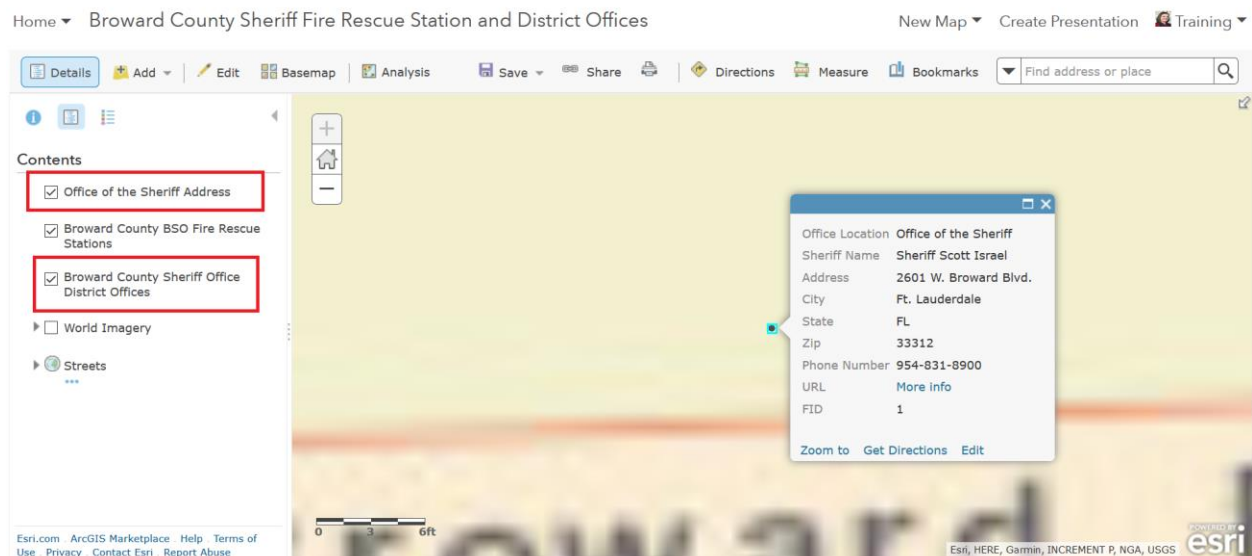 Home Broward County Sheriff Fire Rescue Station and District Offices New Map Create Presentation Training
Details Add Edit Basemap Analysis Save Share Directions Measure Bookmarks Find address or place
Contents
Office of the Sheriff Address
Broward County BSO Fire Rescue
Stations
Broward County Sheriff Office
District Offices
World Imagery
Streets
Office Location Office of the Sheriff
Sheriff Name Sheriff Scott Israel
Address 2601 W. Broward Blvd.
City Ft. Lauderdale
State FL
Zip 33312
Phone Number 954-831-8900
URL More info
FID 1
Zoom to Get Directions Edit
0 3 6ft
Esri.com . ArcGIS Marketplace . Help . Terms of
Use . Privacy . Contact Esri . Report Abuse
Esri, HERE, Garmin, INCREMENT P, NGA, USGS
POWERED BY
esri